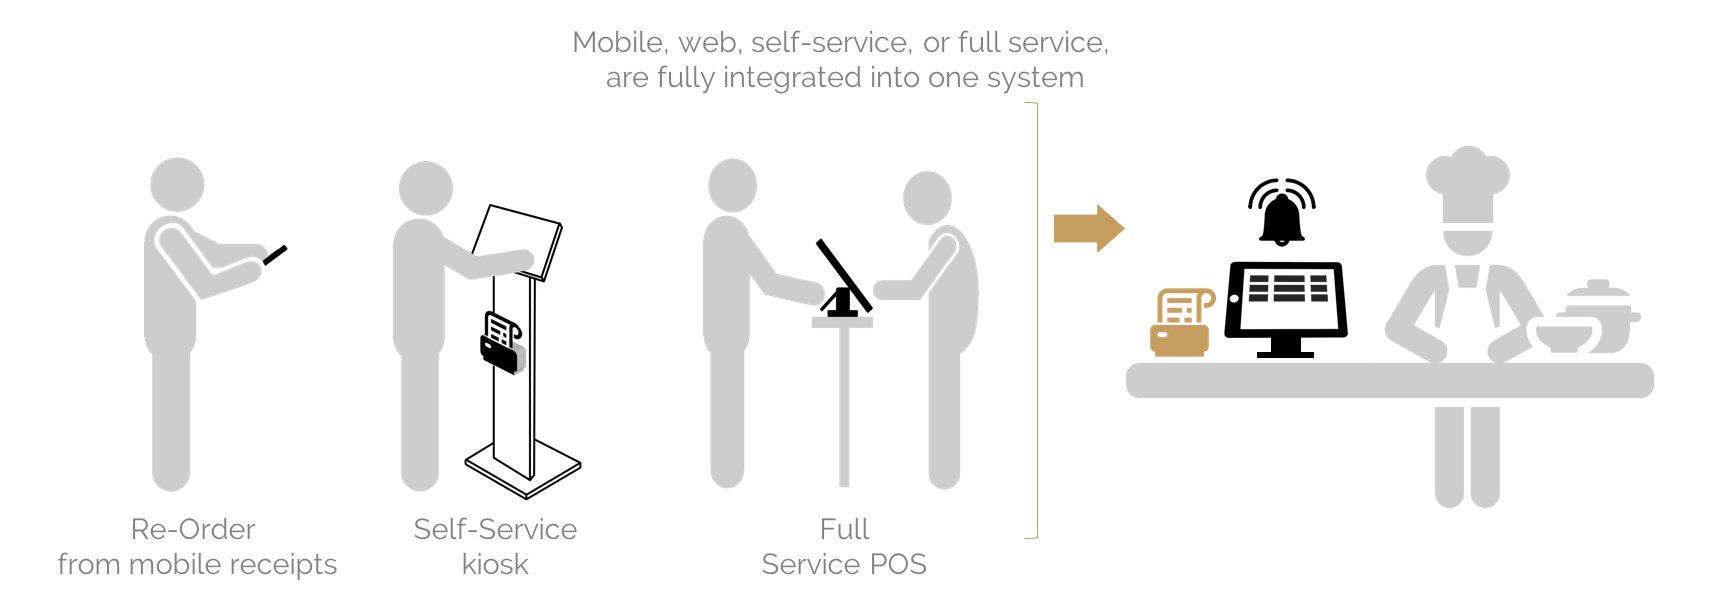 Mobile, web, self-service, or full service,
are fully integrated into one system
Re-Order
from mobile receipts
Self-Service
kiosk
Full
Service POS